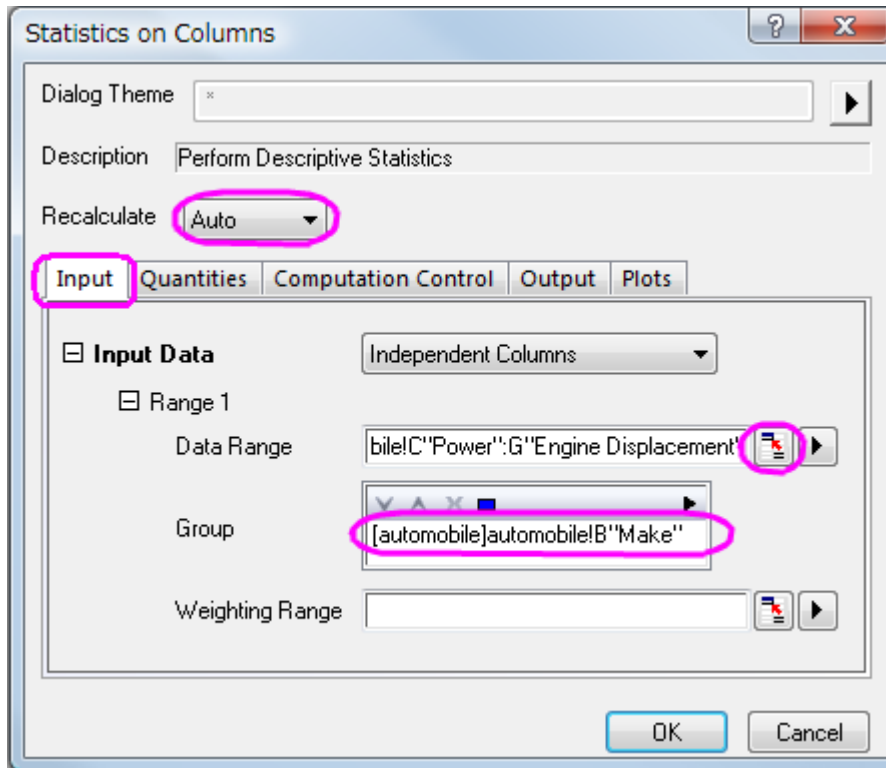 Statistics on Columns
Dialog Theme *
Description Perform Descriptive Statistics
Recalculate Auto
Input Quantities Computation Control Output Plots
Input Data Independent Columns
Range 1
Data Range bile!C"Power":G"Engine Displacement"
Group [automobile]automobile!B"Make"
Weighting Range
OK Cancel